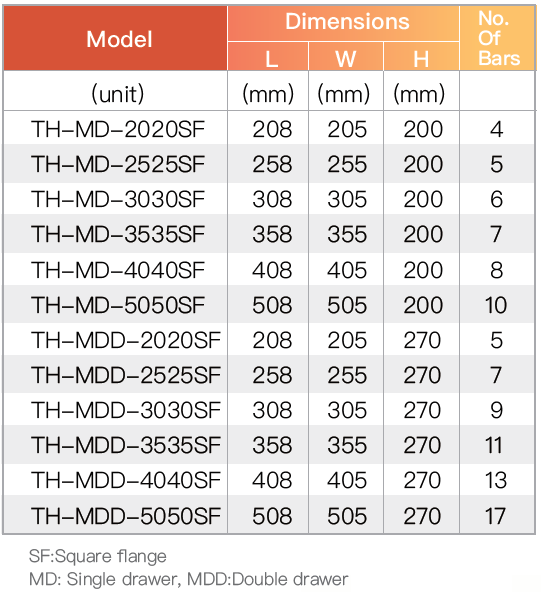 Model Dimensions No. Of Bars
L W H
(unit) (mm) (mm) (mm)
TH-MD-2020SF 208 205 200 4
TH-MD-2525SF 258 255 200 5
TH-MD-3030SF 308 305 200 6
TH-MD-3535SF 358 355 200 7
TH-MD-4040SF 408 405 200 8
TH-MD-5050SF 508 505 200 10
TH-MDD-2020SF 208 205 270 5
TH-MDD-2525SF 258 255 270 7
TH-MDD-3030SF 308 305 270 9
TH-MDD-3535SF 358 355 270 11
TH-MDD-4040SF 408 405 270 13
TH-MDD-5050SF 508 505 270 17
SF:Square flange
MD: Single drawer, MDD:Double drawer